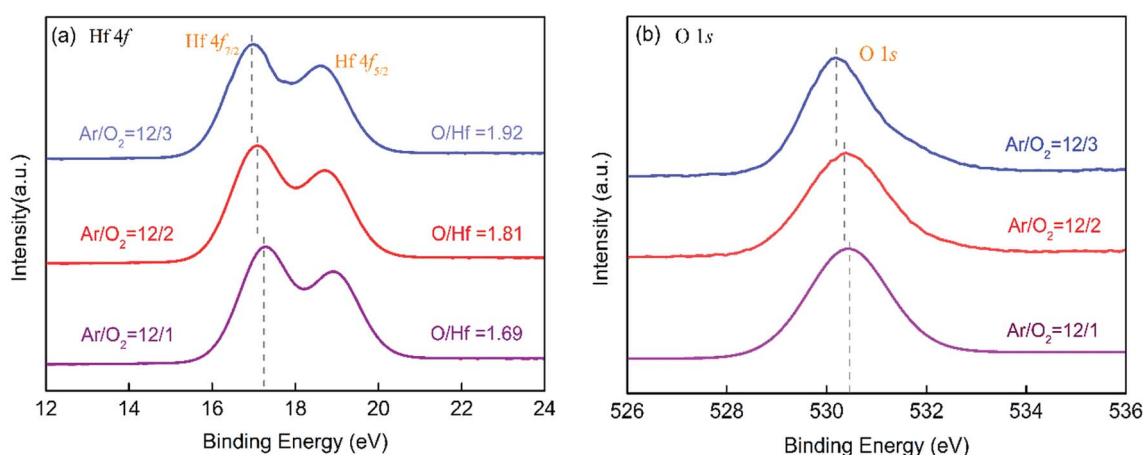 (a) Hf 4f
Hf 4f7/2
Hf 4f5/2
Ar/O2=12/3
O/Hf =1.92
Ar/O2=12/2
O/Hf =1.81
Ar/O2=12/1
O/Hf =1.69
Intensity(a.u.)
12 14 16 18 20 22 24
Binding Energy (eV)
(b) O 1s
O 1s
Ar/O2=12/3
Ar/O2=12/2
Ar/O2=12/1
Intensity (a.u.)
526 528 530 532 534 536
Binding Energy (eV)